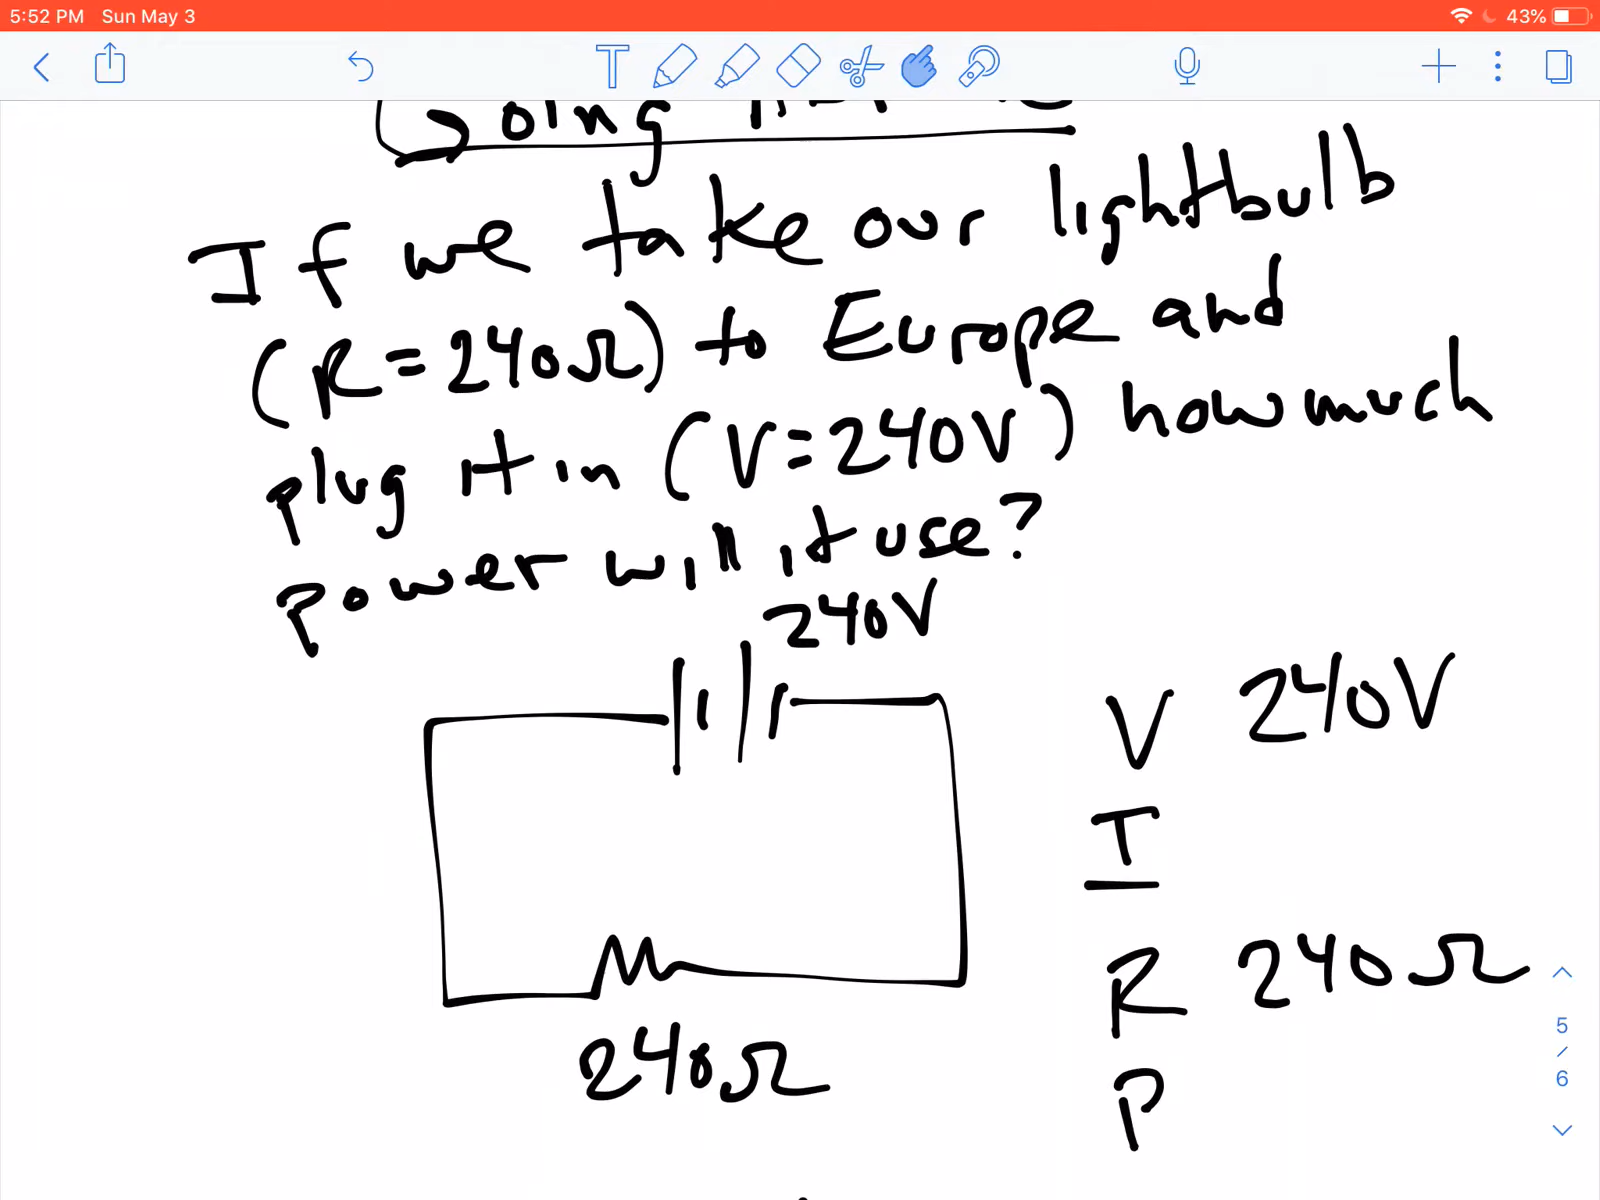 5:52 PM Sun May 3
43%
Going
If we take our lightbulb
(R=240Ω) to Europe and
plug it in (V=240V) how much
power will it use?
240V
V 240V
I
R 240Ω
240Ω
P
5
/
6